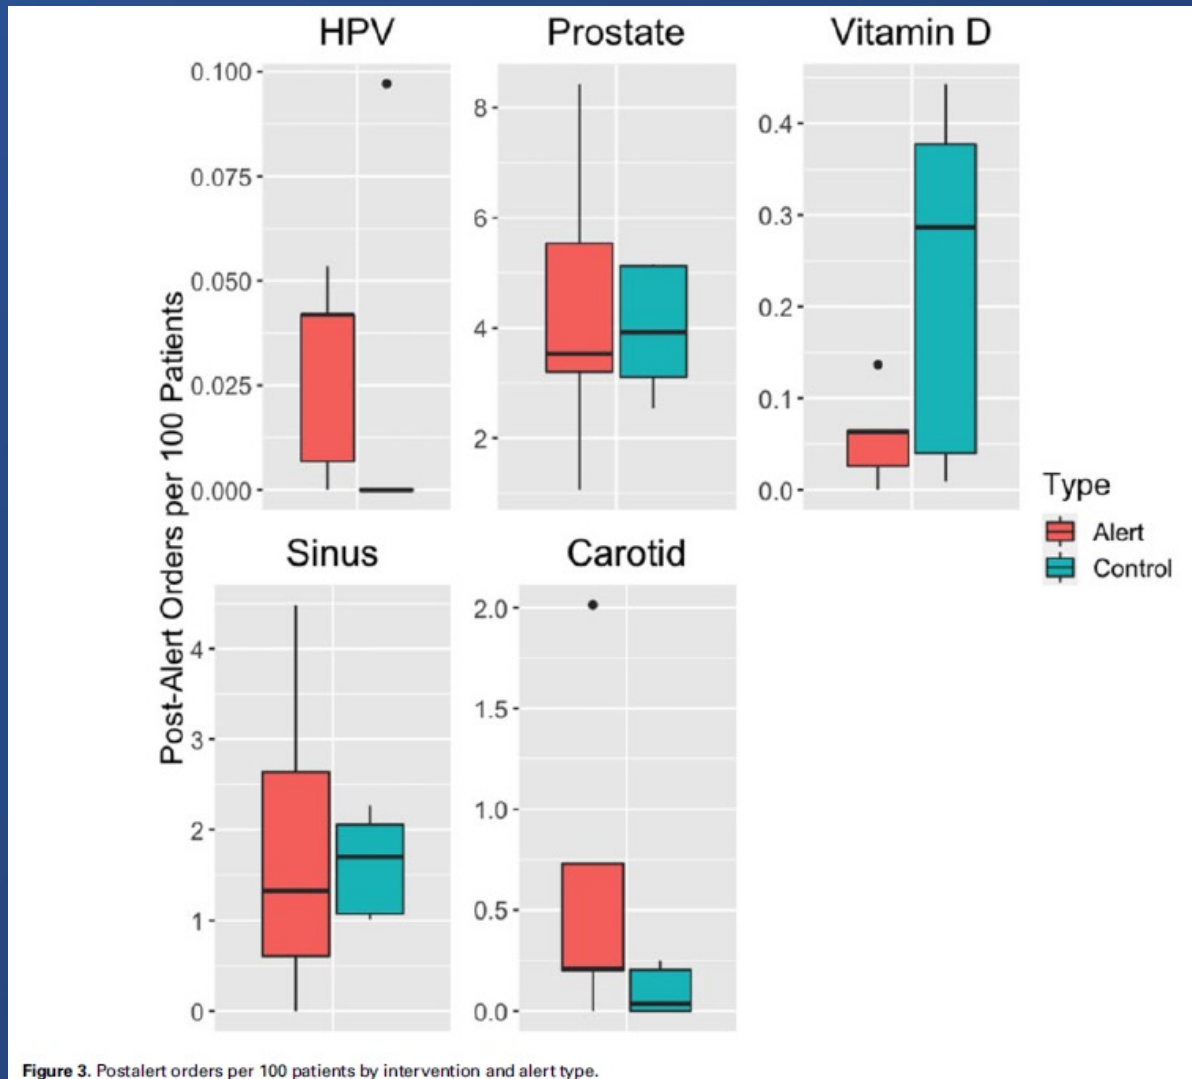 HPV
Prostate
Vitamin D
0.100
0.075
0.050
0.025
0.000
8
6
4
2
0.4
0.3
0.2
0.1
0.0
Post-Alert Orders per 100 Patients
Sinus
Carotid
4
3
2
1
0
2.0
1.5
1.0
0.5
0.0
Type
Alert
Control
Figure 3. Postalert orders per 100 patients by intervention and alert type.